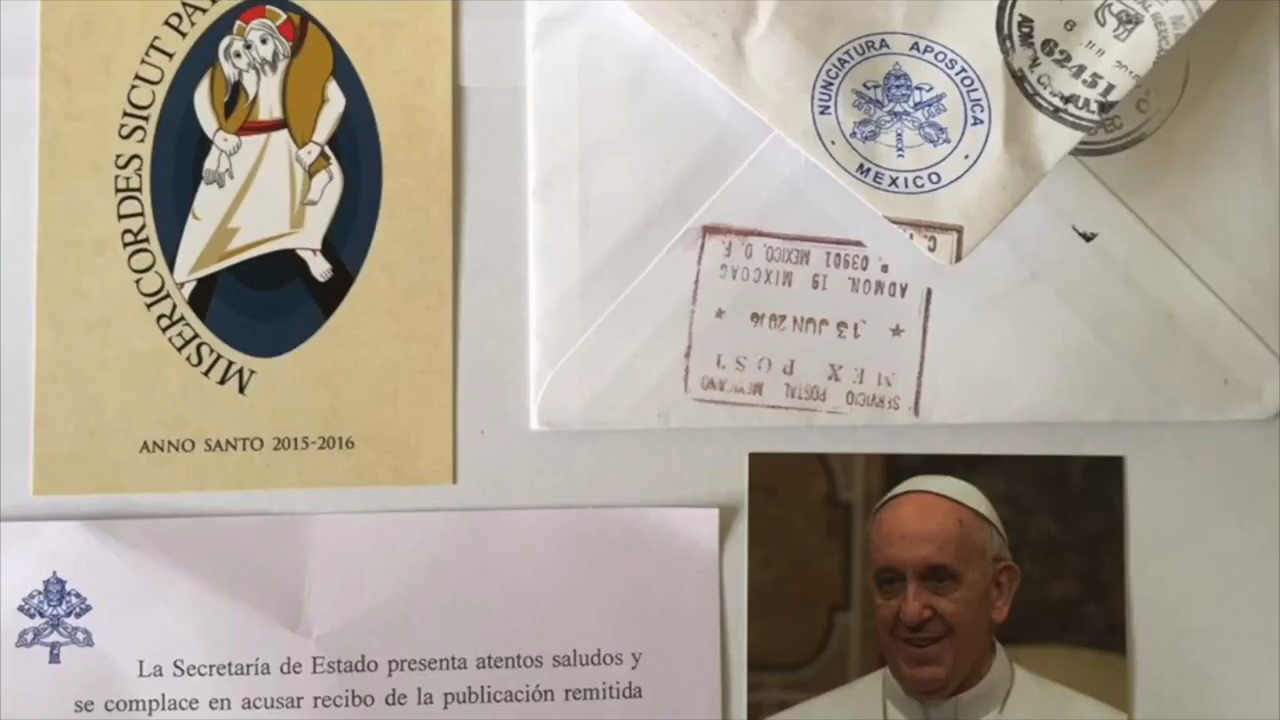 MISERICORDES SICUT PA
ANNO SANTO 2015-2016
NUNCIATURA APOSTOLICA
MEXICO
62451
SERVICIO POSTAL MEXICANO
MEXPOST
★ 13 JUN 2016 ★
ADMON. 19 MIXCOAC
P. 03901 MEXICO, D. F.
La Secretaría de Estado presenta atentos saludos y
se complace en acusar recibo de la publicación remitida